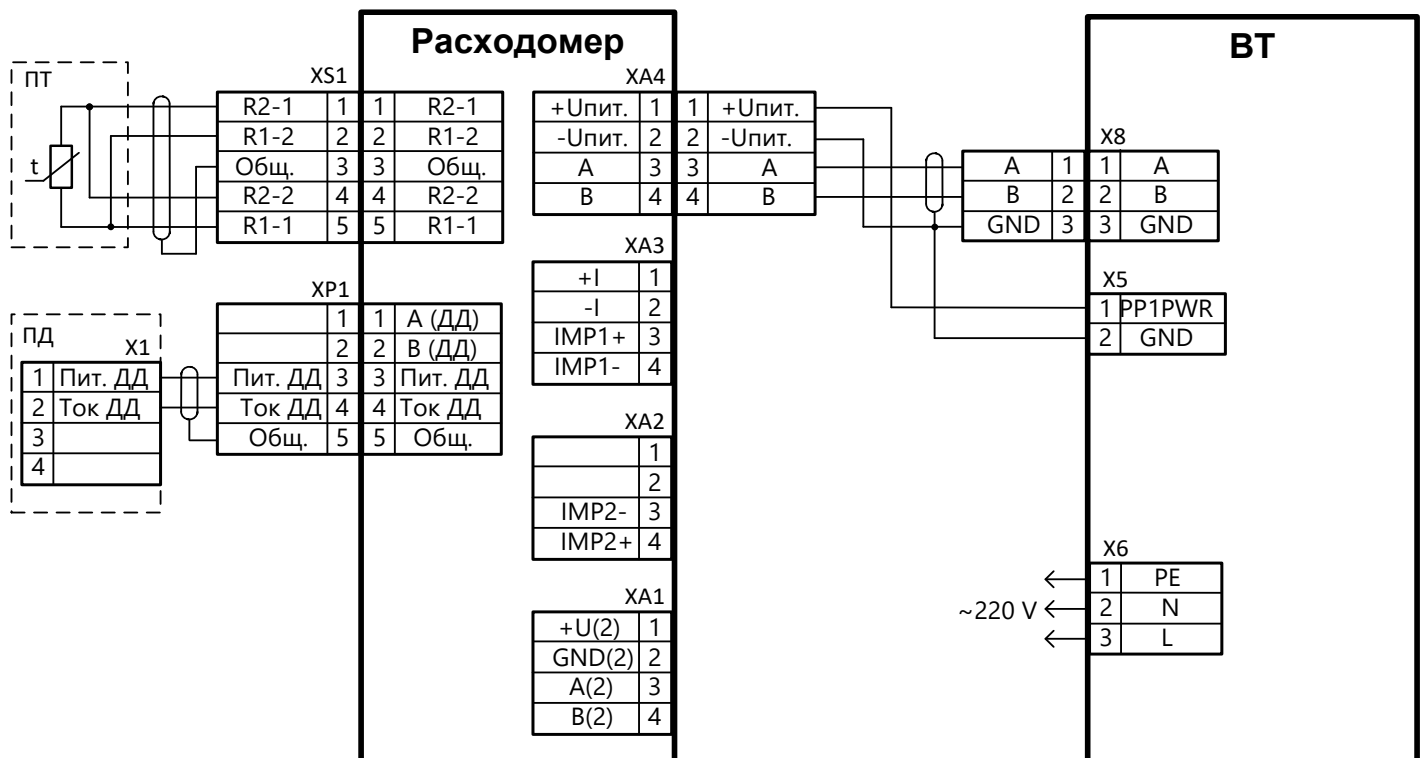 Расходомер
ВТ
ПТ
t
XS1
R2-1 1 1 R2-1
R1-2 2 2 R1-2
Общ. 3 3 Общ.
R2-2 4 4 R2-2
R1-1 5 5 R1-1
XA4
+Uпит. 1 1 +Uпит.
-Uпит. 2 2 -Uпит.
A 3 3 A
B 4 4 B
X8
A 1 1 A
B 2 2 B
GND 3 3 GND
XA3
+I 1
-I 2
IMP1+ 3
IMP1- 4
X5
1 PP1PWR
2 GND
ПД
X1
1 Пит. ДД
2 Ток ДД
3
4
XP1
1 1 А (ДД)
2 2 В (ДД)
Пит. ДД 3 3 Пит. ДД
Ток ДД 4 4 Ток ДД
Общ. 5 5 Общ.
XA2
1
2
IMP2- 3
IMP2+ 4
X6
~220 V
1 PE
2 N
3 L
XA1
+U(2) 1
GND(2) 2
A(2) 3
B(2) 4